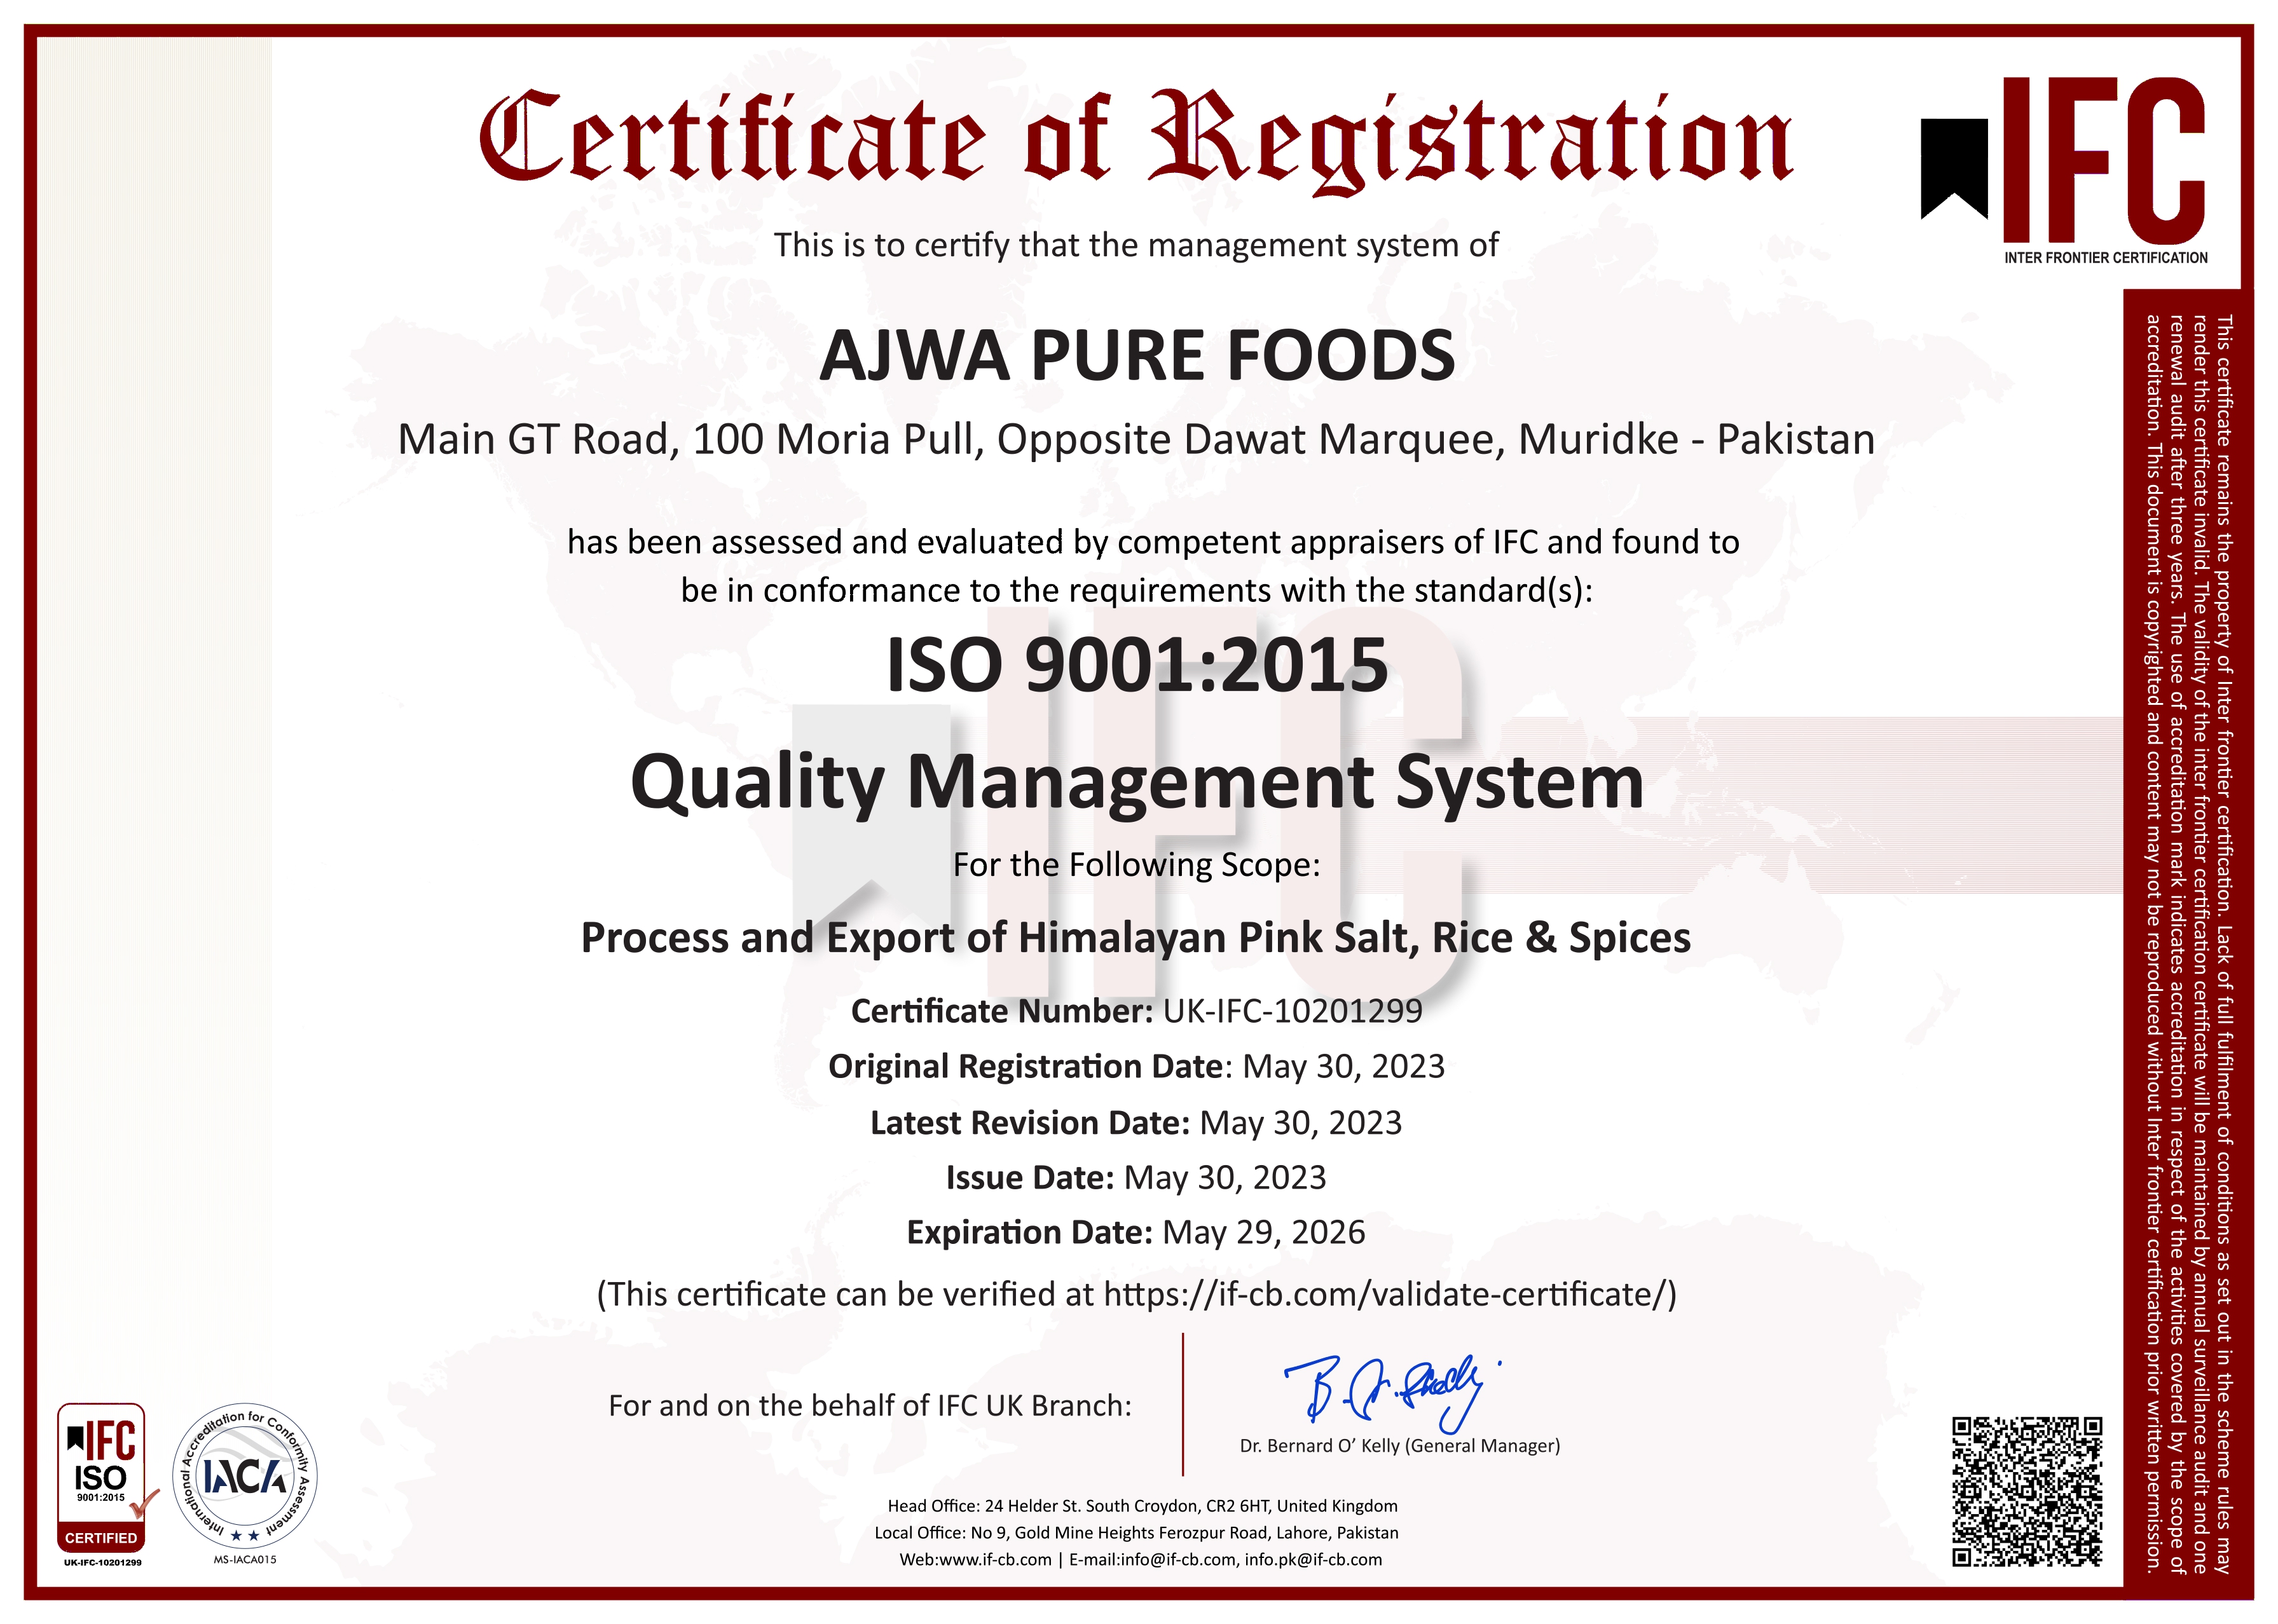 Certificate of Registration
IFC
INTER FRONTIER CERTIFICATION
This is to certify that the management system of
AJWA PURE FOODS
Main GT Road, 100 Moria Pull, Opposite Dawat Marquee, Muridke - Pakistan
has been assessed and evaluated by competent appraisers of IFC and found to
be in conformance to the requirements with the standard(s):
ISO 9001:2015
Quality Management System
For the Following Scope:
Process and Export of Himalayan Pink Salt, Rice & Spices
Certificate Number: UK-IFC-10201299
Original Registration Date: May 30, 2023
Latest Revision Date: May 30, 2023
Issue Date: May 30, 2023
Expiration Date: May 29, 2026
(This certificate can be verified at https://if-cb.com/validate-certificate/)
For and on the behalf of IFC UK Branch:
Dr. Bernard O' Kelly (General Manager)
Head Office: 24 Helder St. South Croydon, CR2 6HT, United Kingdom
Local Office: No 9, Gold Mine Heights Ferozpur Road, Lahore, Pakistan
Web:www.if-cb.com | E-mail:info@if-cb.com, info.pk@if-cb.com
IFC
ISO
9001:2015
CERTIFIED
UK-IFC-10201299
International Accreditation for Conformity Assessment
IACA
MS-IACA015
This certificate remains the property of Inter frontier certification. Lack of full fulfilment of conditions as set out in the scheme rules may
render this certificate invalid. The validity of the inter frontier certification certificate will be maintained by annual surveillance audit and one
renewal audit after three years. The use of accreditation mark indicates accreditation in respect of the activities covered by the scope of
accreditation. This document is copyrighted and content may not be reproduced without Inter frontier certification prior written permission.